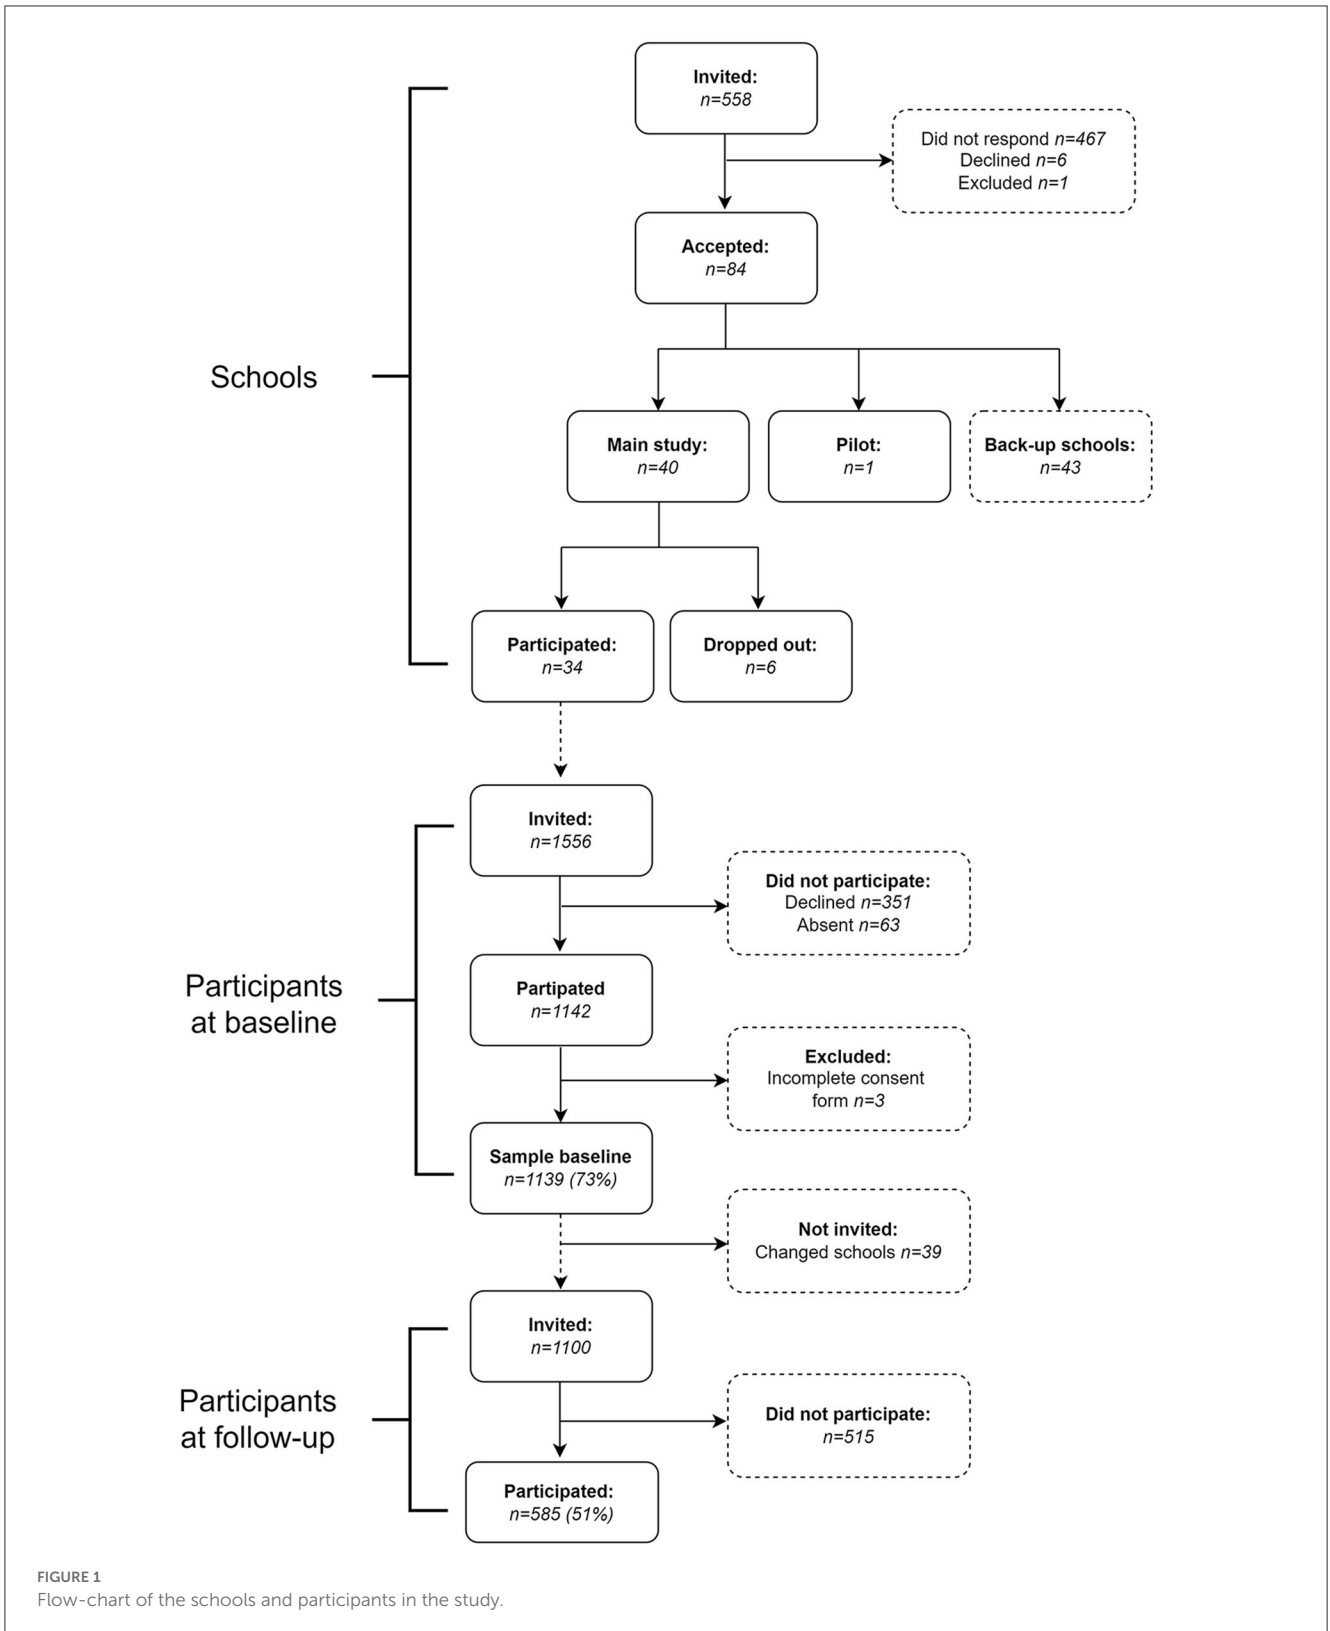 Invited:
n=558
Did not respond n=467
Declined n=6
Excluded n=1
Accepted:
n=84
Schools
Main study:
n=40
Pilot:
n=1
Back-up schools:
n=43
Participated:
n=34
Dropped out:
n=6
Invited:
n=1556
Did not participate:
Declined n=351
Absent n=63
Participants
at baseline
Partipated
n=1142
Excluded:
Incomplete consent
form n=3
Sample baseline
n=1139 (73%)
Not invited:
Changed schools n=39
Invited:
n=1100
Participants
at follow-up
Did not participate:
n=515
Participated:
n=585 (51%)
FIGURE 1
Flow-chart of the schools and participants in the study.